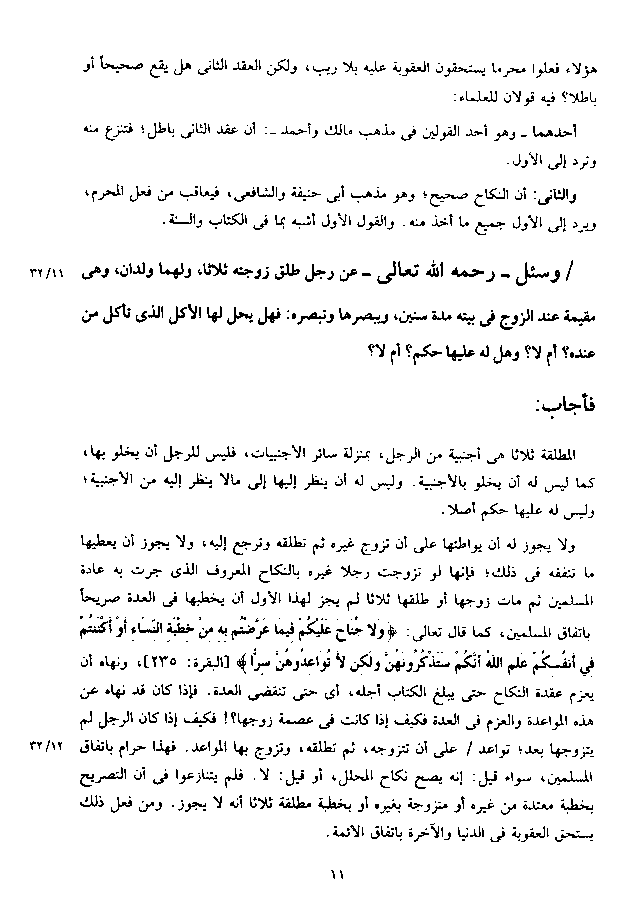 هؤلاء فعلوا محرما يستحقون العقوبة عليه بلا ريب، ولكن العقد الثانى هل يقع صحيحاً أو
باطلا؟ فيه قولان للعلماء:
أحدهما ـ وهو أحد القولين فى مذهب مالك وأحمد ـ: أن عقد الثانى باطل؛ فتنزع منه
وترد إلى الأول.
والثانى: أن النكاح صحيح؛ وهو مذهب أبى حنيفة والشافعى، فيعاقب من فعل المحرم،
ويرد إلى الأول جميع ما أخذ منه. والقول الأول أشبه بما فى الكتاب والسنة.
٣٢/١١ / وسئل ـ رحمه الله تعالى ـ عن رجل طلق زوجته ثلاثا، ولهما ولدان، وهى
مقيمة عند الزوج فى بيته مدة سنين، ويبصرها وتبصره: فهل يحل لها الأكل الذى تأكل من
عنده؟ أم لا؟ وهل له عليها حكم؟ أم لا؟
فأجاب:
المطلقة ثلاثا هى أجنبية من الرجل، بمنزلة سائر الأجنبيات، فليس للرجل أن يخلو بها،
كما ليس له أن يخلو بالأجنبية. وليس له أن ينظر إليها إلى مالا ينظر إليه من الأجنبية؛
وليس له عليها حكم أصلا.
ولا يجوز له أن يواطئها على أن تزوج غيره ثم تطلقه وترجع إليه، ولا يجوز أن يعطيها
ما تنفقه فى ذلك؛ فإنها لو تزوجت رجلا غيره بالنكاح المعروف الذى جرت به عادة
المسلمين ثم مات زوجها أو طلقها ثلاثا لم يجز لهذا الأول أن يخطبها فى العدة صريحاً
باتفاق المسلمين، كما قال تعالى: ﴿وَلا جُنَاحَ عَلَيْكُمْ فِيمَا عَرَّضْتُم بِهِ مِنْ خِطْبَةِ النِّسَاءِ أَوْ أَكْنَنتُمْ
فِي أَنفُسِكُمْ عَلِمَ اللَّهُ أَنَّكُمْ سَتَذْكُرُونَهُنَّ وَلَكِن لاَّ تُوَاعِدُوهُنَّ سِرًّا﴾ [البقرة: ٢٣٥]، ونهاه أن
يعزم عقدة النكاح حتى يبلغ الكتاب أجله، أى حتى تنقضى العدة. فإذا كان قد نهاه عن
هذه المواعدة والعزم فى العدة فكيف إذا كانت فى عصمة زوجها؟! فكيف إذا كان الرجل لم
٣٢/١٢ يتزوجها بعد؛ تواعد / على أن تتزوجه، ثم تطلقه، وتزوج بها المواعد. فهذا حرام باتفاق
المسلمين، سواء قيل: إنه يصح نكاح المحلل، أو قيل: لا. فلم يتنازعوا فى أن التصريح
بخطبة معتدة من غيره أو متزوجة بغيره أو بخطبة مطلقة ثلاثا أنه لا يجوز. ومن فعل ذلك
يستحق العقوبة فى الدنيا والآخرة باتفاق الأئمة.
١١